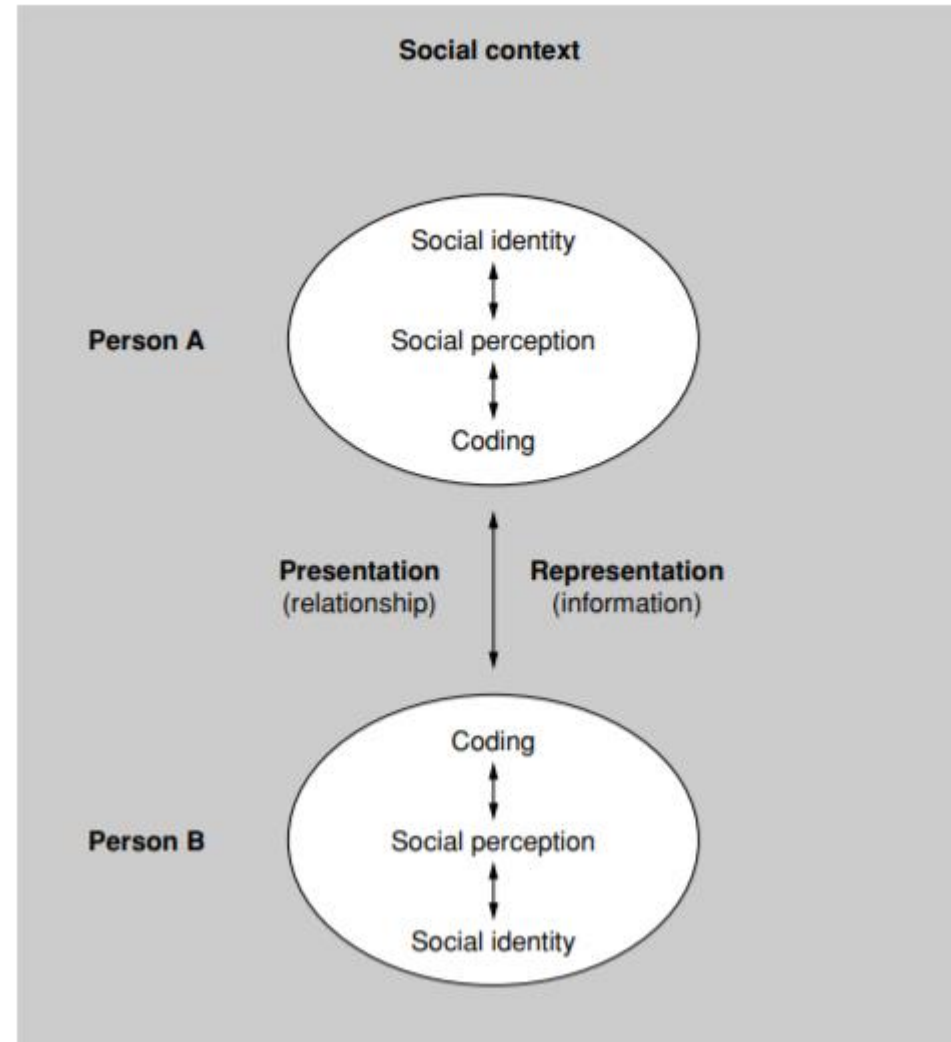 Social context
Social identity
Person A
Social perception
Coding
Presentation
(relationship)
Representation
(information)
Coding
Person B
Social perception
Social identity